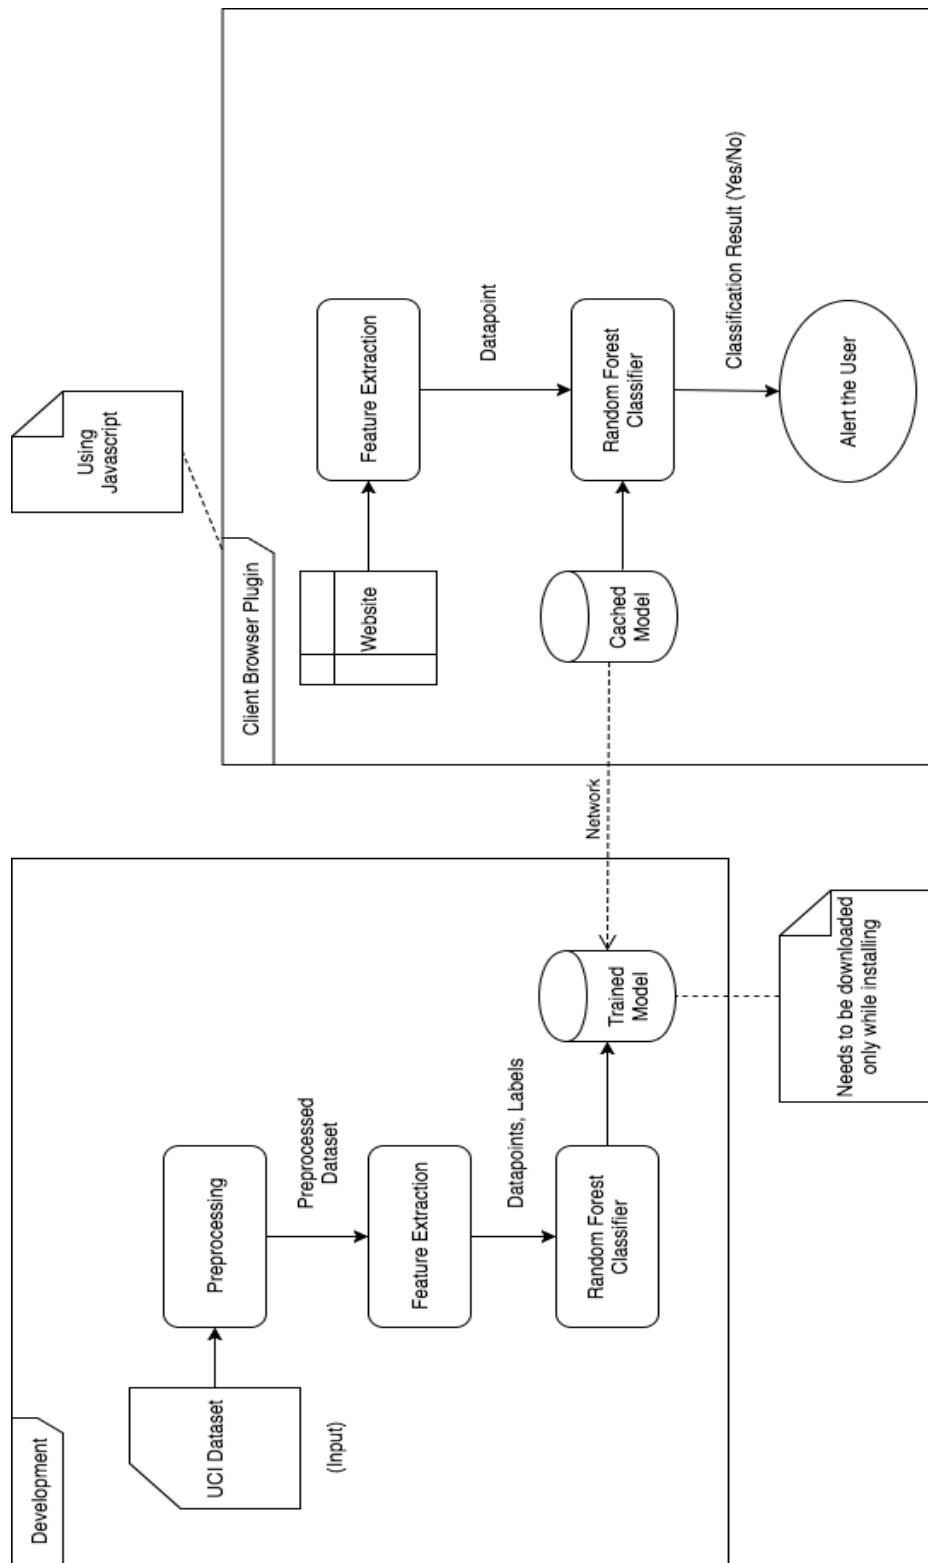 Development
UCI Dataset
(Input)
Preprocessing
Preprocessed
Dataset
Feature Extraction
Datapoints, Labels
Random Forest
Classifier
Trained
Model
Needs to be downloaded
only while installing
Network
Client Browser Plugin
Using
Javascript
Website
Feature Extraction
Datapoint
Cached
Model
Random Forest
Classifier
Classification Result (Yes/No)
Alert the User